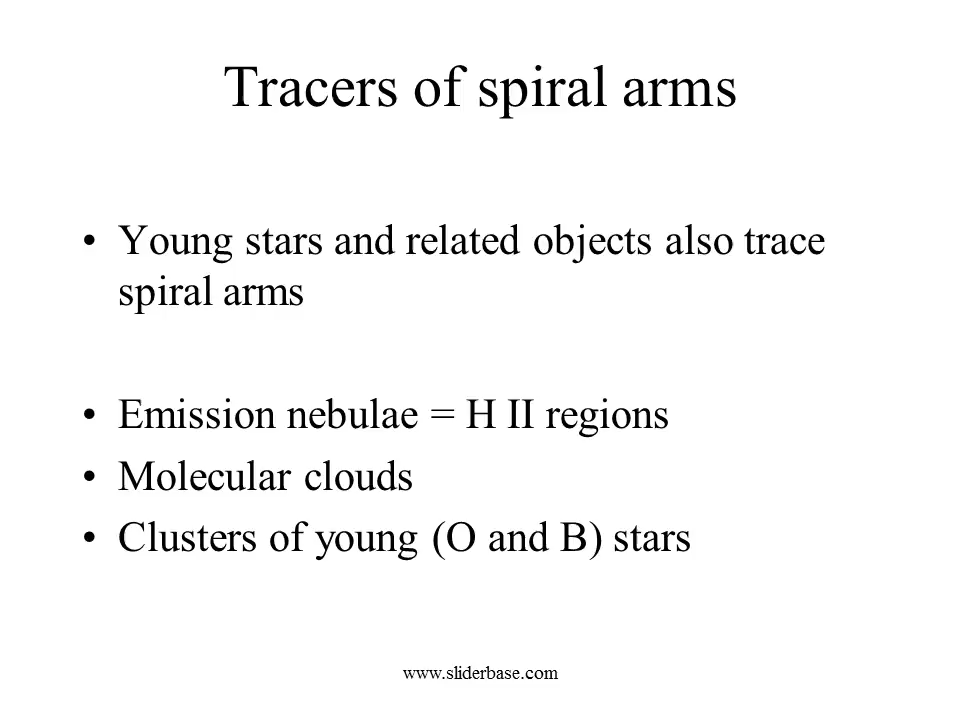 Tracers of spiral arms
• Young stars and related objects also trace
spiral arms
• Emission nebulae = H II regions
• Molecular clouds
• Clusters of young (O and B) stars
www.sliderbase.com